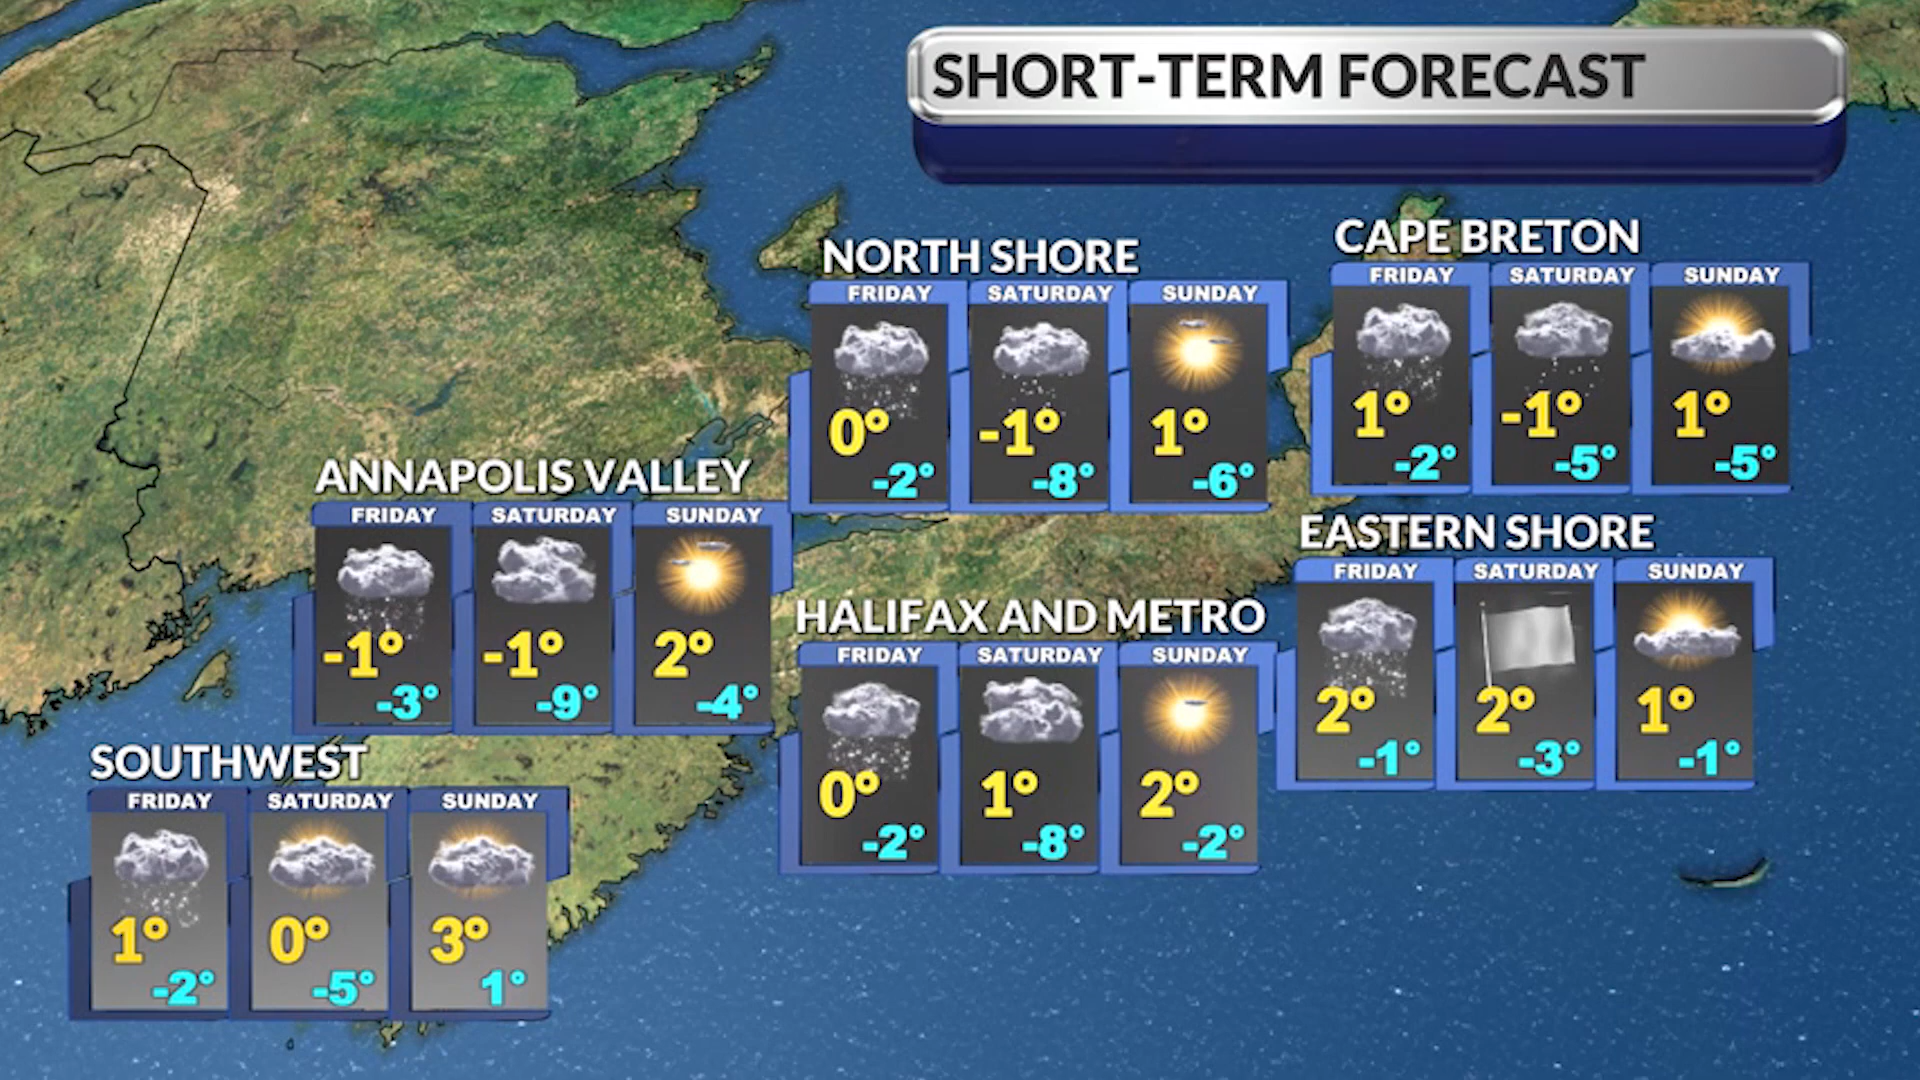 SHORT-TERM FORECAST
NORTH SHORE
FRIDAY SATURDAY SUNDAY
0° -1° 1°
-2° -8° -6°
CAPE BRETON
FRIDAY SATURDAY SUNDAY
1° -1° 1°
-2° -5° -5°
ANNAPOLIS VALLEY
FRIDAY SATURDAY SUNDAY
-1° -1° 2°
-3° -9° -4°
EASTERN SHORE
FRIDAY SATURDAY SUNDAY
2° 2° 1°
-1° -3° -1°
HALIFAX AND METRO
FRIDAY SATURDAY SUNDAY
0° 1° 2°
-2° -8° -2°
SOUTHWEST
FRIDAY SATURDAY SUNDAY
1° 0° 3°
-2° -5° 1°